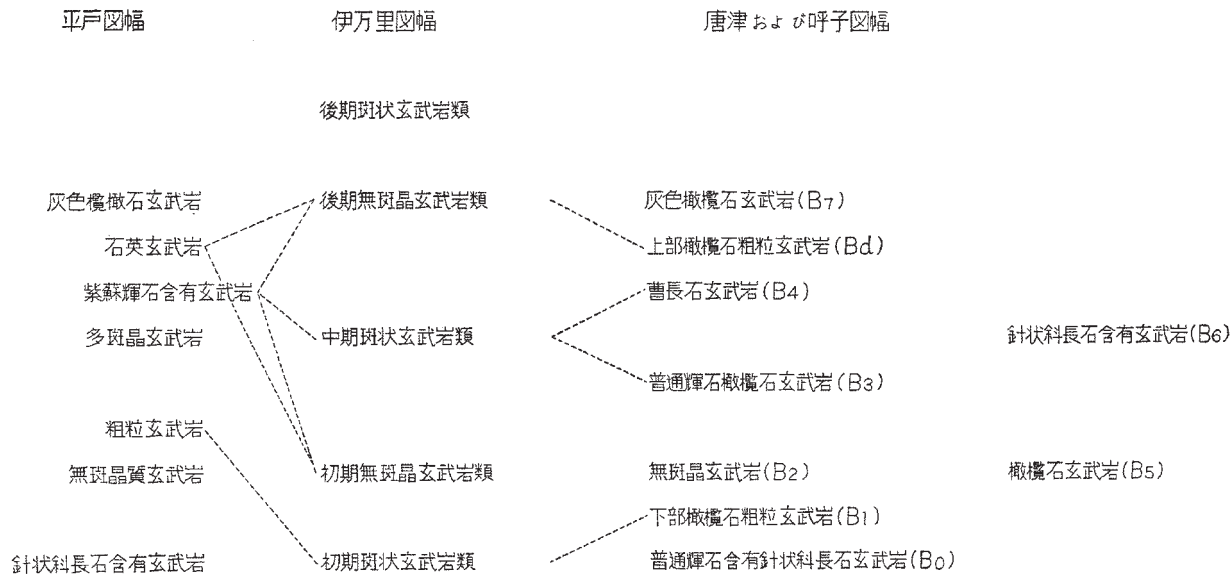 平戸図幅 伊万里図幅 唐津および呼子図幅
後期斑状玄武岩類
灰色欖橄石玄武岩 後期無斑晶玄武岩類 灰色橄欖石玄武岩(B7)
石英玄武岩 上部橄欖石粗粒玄武岩(Bd)
紫蘇輝石含有玄武岩 曹長石玄武岩(B4)
多斑晶玄武岩 中期斑状玄武岩類 針状科長石含有玄武岩(B6)
普通輝石橄欖石玄武岩(B3)
粗粒玄武岩
無斑晶質玄武岩 初期無斑晶玄武岩類 無斑晶玄武岩(B2) 橄欖石玄武岩(B5)
下部橄欖石粗粒玄武岩(B1)
針状科長石含有玄武岩 初期斑状玄武岩類 普通輝石含有針状科長石玄武岩(B0)